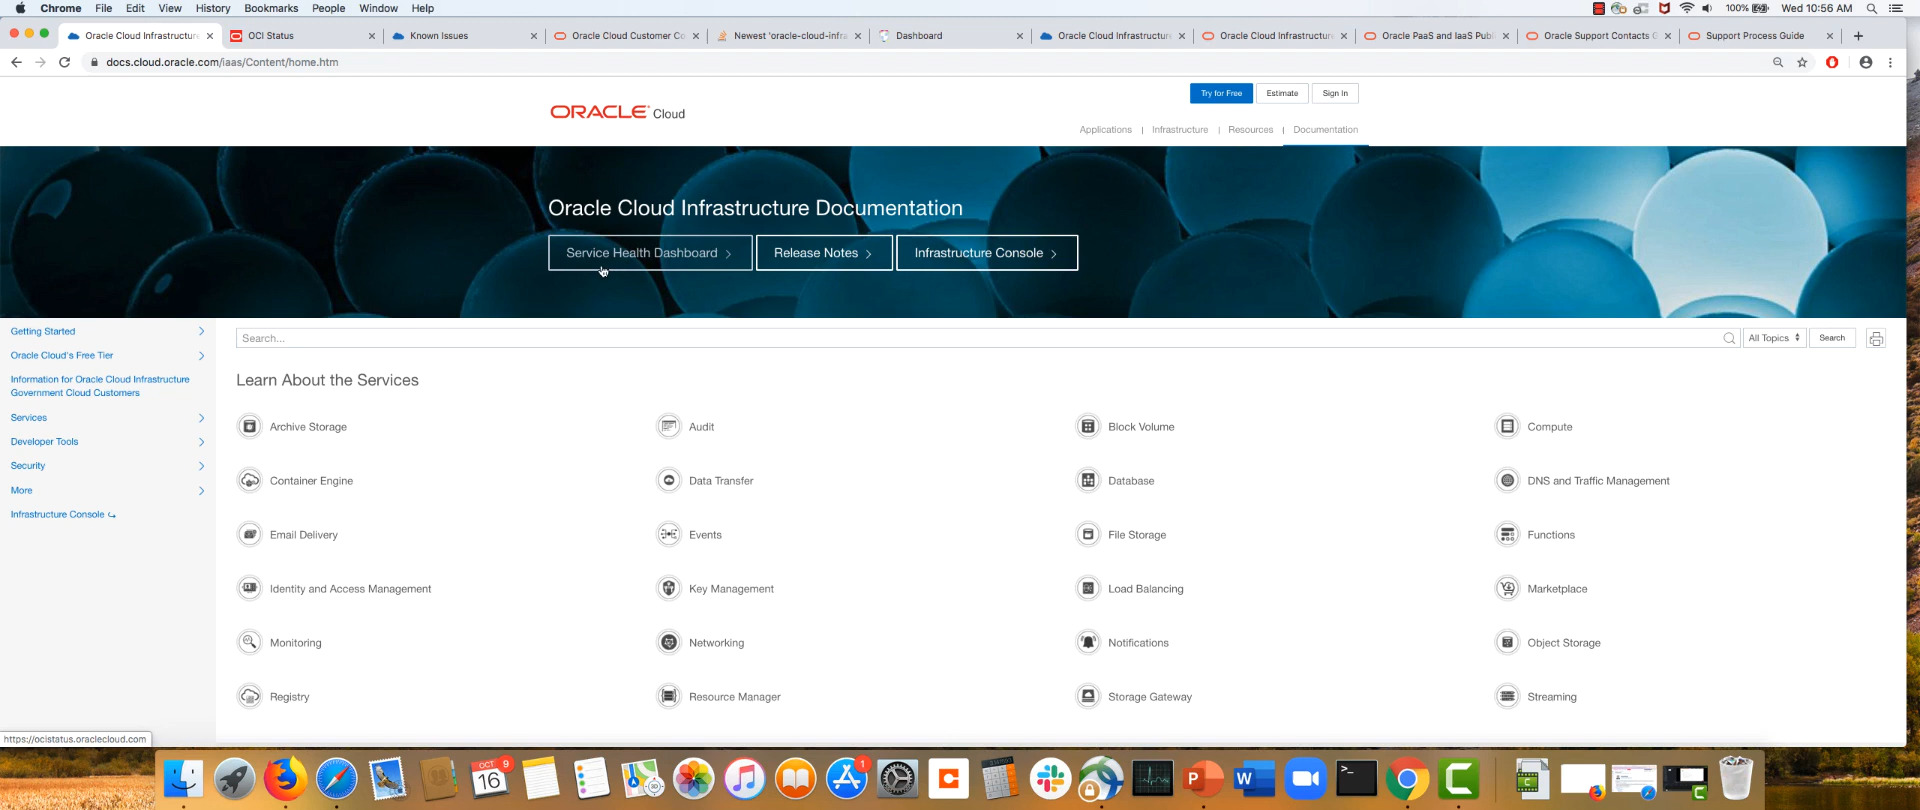 Chrome File Edit View History Bookmarks People Window Help
100% Wed 10:56 AM
Oracle Cloud Infrastructure
OCI Status
Known Issues
Oracle Cloud Customer Co
Newest 'oracle-cloud-infra
Dashboard
Oracle Cloud Infrastructure
Oracle Cloud Infrastructure
Oracle PaaS and IaaS Publ
Oracle Support Contacts G
Support Process Guide
docs.cloud.oracle.com/iaas/Content/home.htm
Try for Free
Estimate
Sign In
ORACLE Cloud
Applications | Infrastructure | Resources | Documentation
Oracle Cloud Infrastructure Documentation
Service Health Dashboard >
Release Notes >
Infrastructure Console >
Getting Started
Oracle Cloud's Free Tier
Information for Oracle Cloud Infrastructure
Government Cloud Customers
Services
Developer Tools
Security
More
Infrastructure Console
Search...
All Topics
Search
Learn About the Services
Archive Storage
Audit
Block Volume
Compute
Container Engine
Data Transfer
Database
DNS and Traffic Management
Email Delivery
Events
File Storage
Functions
Identity and Access Management
Key Management
Load Balancing
Marketplace
Monitoring
Networking
Notifications
Object Storage
Registry
Resource Manager
Storage Gateway
Streaming
https://ocistatus.oraclecloud.com
OCT
16
9
1